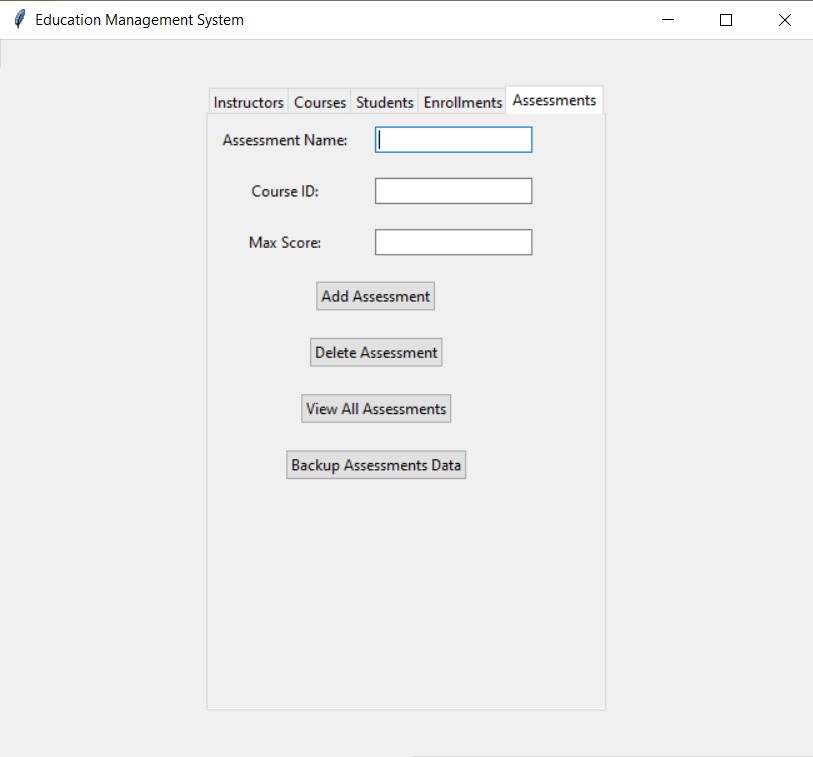 Education Management System
Instructors Courses Students Enrollments Assessments
Assessment Name:
Course ID:
Max Score:
Add Assessment
Delete Assessment
View All Assessments
Backup Assessments Data